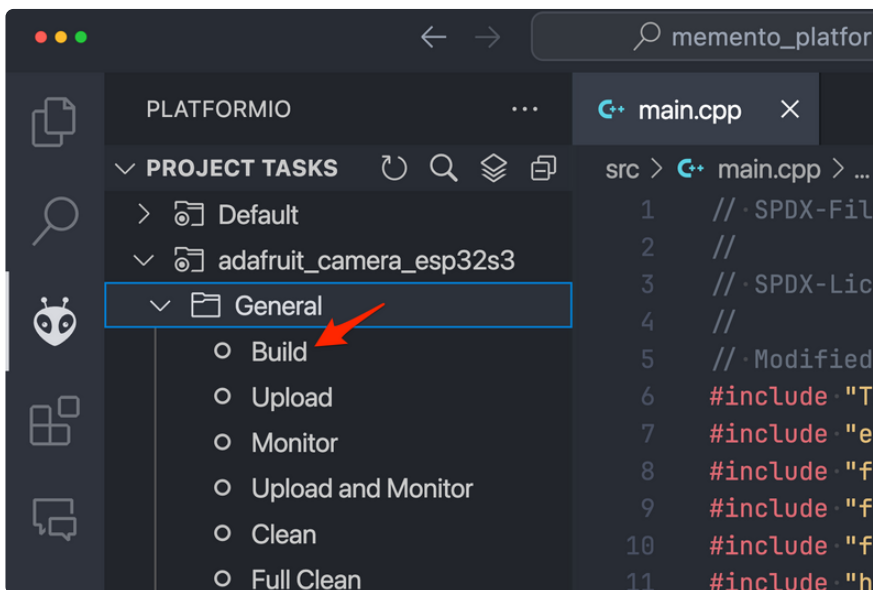 memento_platfor
PLATFORMIO
main.cpp
PROJECT TASKS
src > main.cpp > ...
Default
adafruit_camera_esp32s3
General
Build
Upload
Monitor
Upload and Monitor
Clean
Full Clean
1 // SPDX-Fil
2 //
3 // SPDX-Lic
4 //
5 // Modified
6 #include "T
7 #include "e
8 #include "f
9 #include "f
10 #include "f
11 #include "h